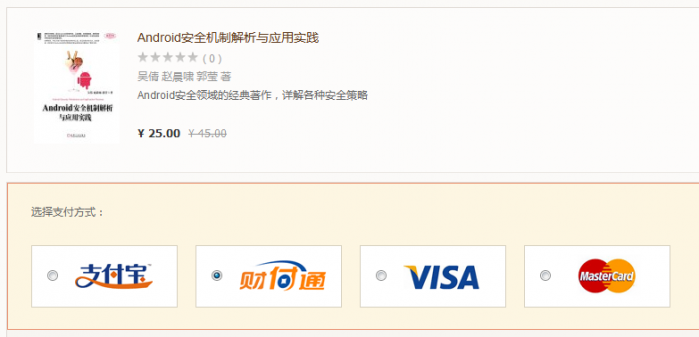 Android安全机制解析与应用实践
( 0 )
吴倩 赵晨啸 郭莹 著
Android安全领域的经典著作，详解各种安全策略
Android安全机制解析
与应用实践
¥ 25.00 ¥ 45.00
选择支付方式：
支付宝 财付通 VISA MasterCard